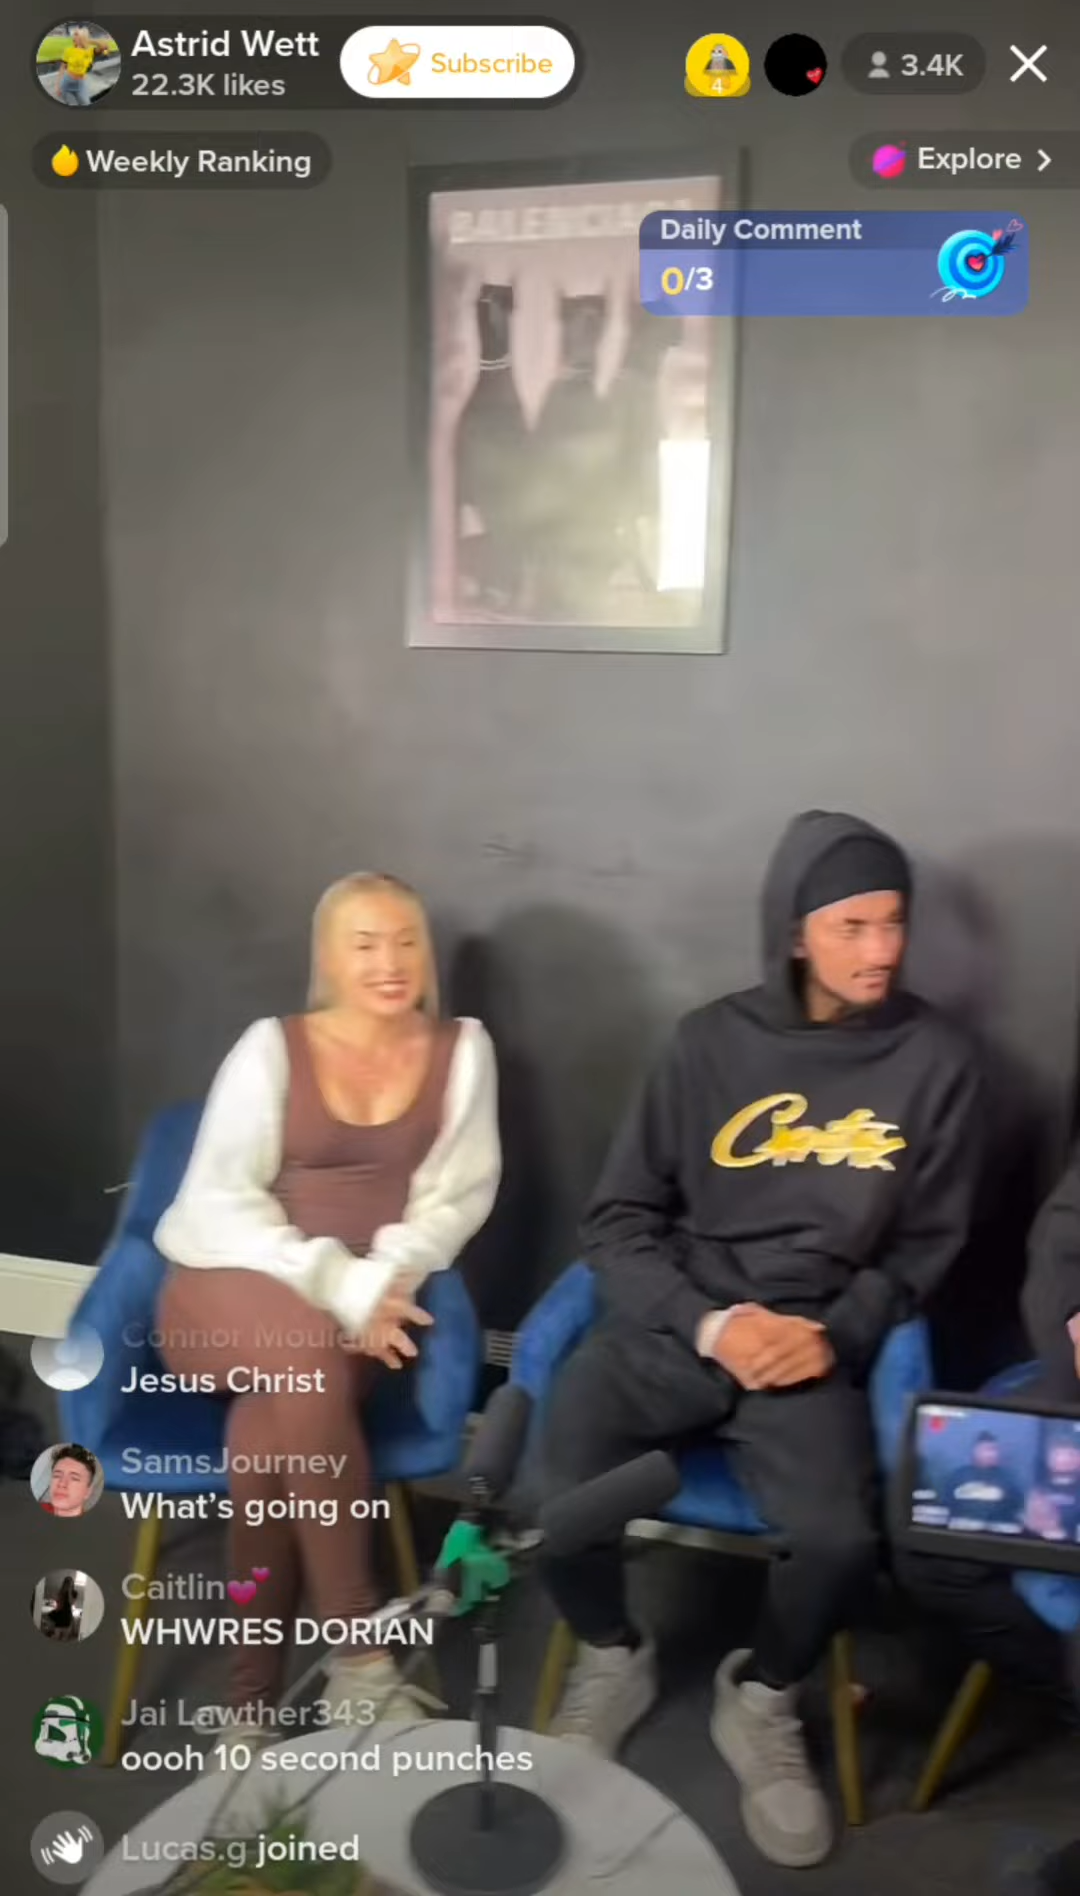 Astrid Wett
22.3K likes
Subscribe
4
3.4K
Weekly Ranking
Explore
Daily Comment
0/3
BALENCIAGA
Jesus Christ
SamsJourney
What’s going on
Caitlin💕
WHWRES DORIAN
Jai Lawther343
oooh 10 second punches
Lucas.g joined